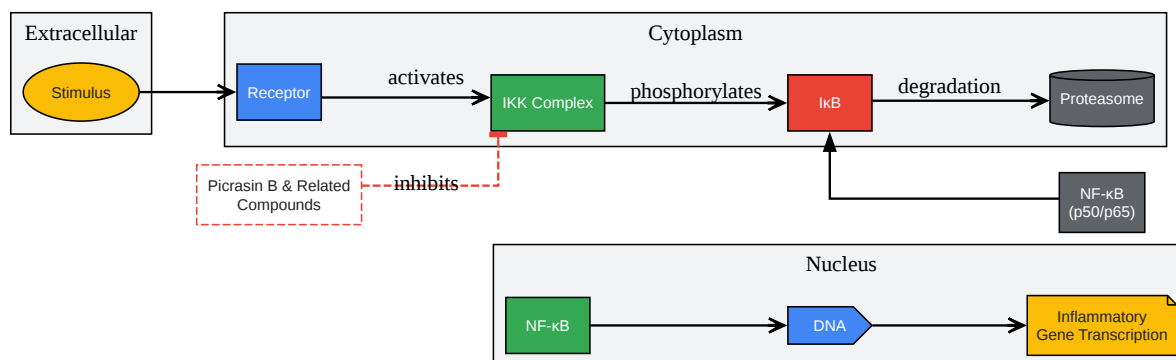 Extracellular
Cytoplasm
Stimulus
Receptor
activates
IKK Complex
phosphorylates
IκB
degradation
Proteasome
Picrasin B & Related
Compounds
inhibits
NF-κB
(p50/p65)
Nucleus
NF-κB
DNA
Inflammatory
Gene Transcription